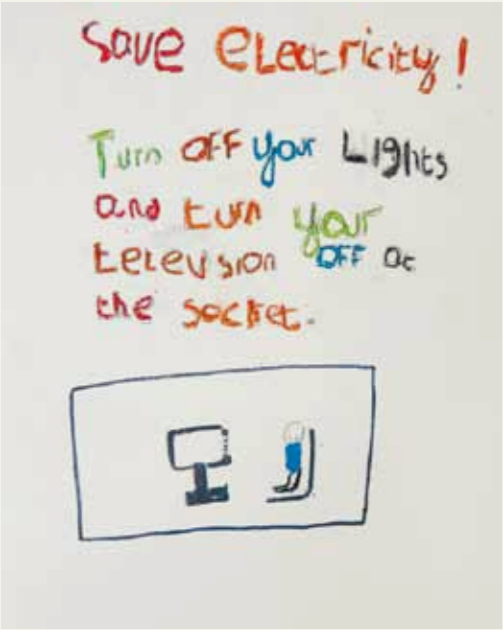 Save Electricity!
Turn OFF your Lights
and turn your
television OFF at
the socket.